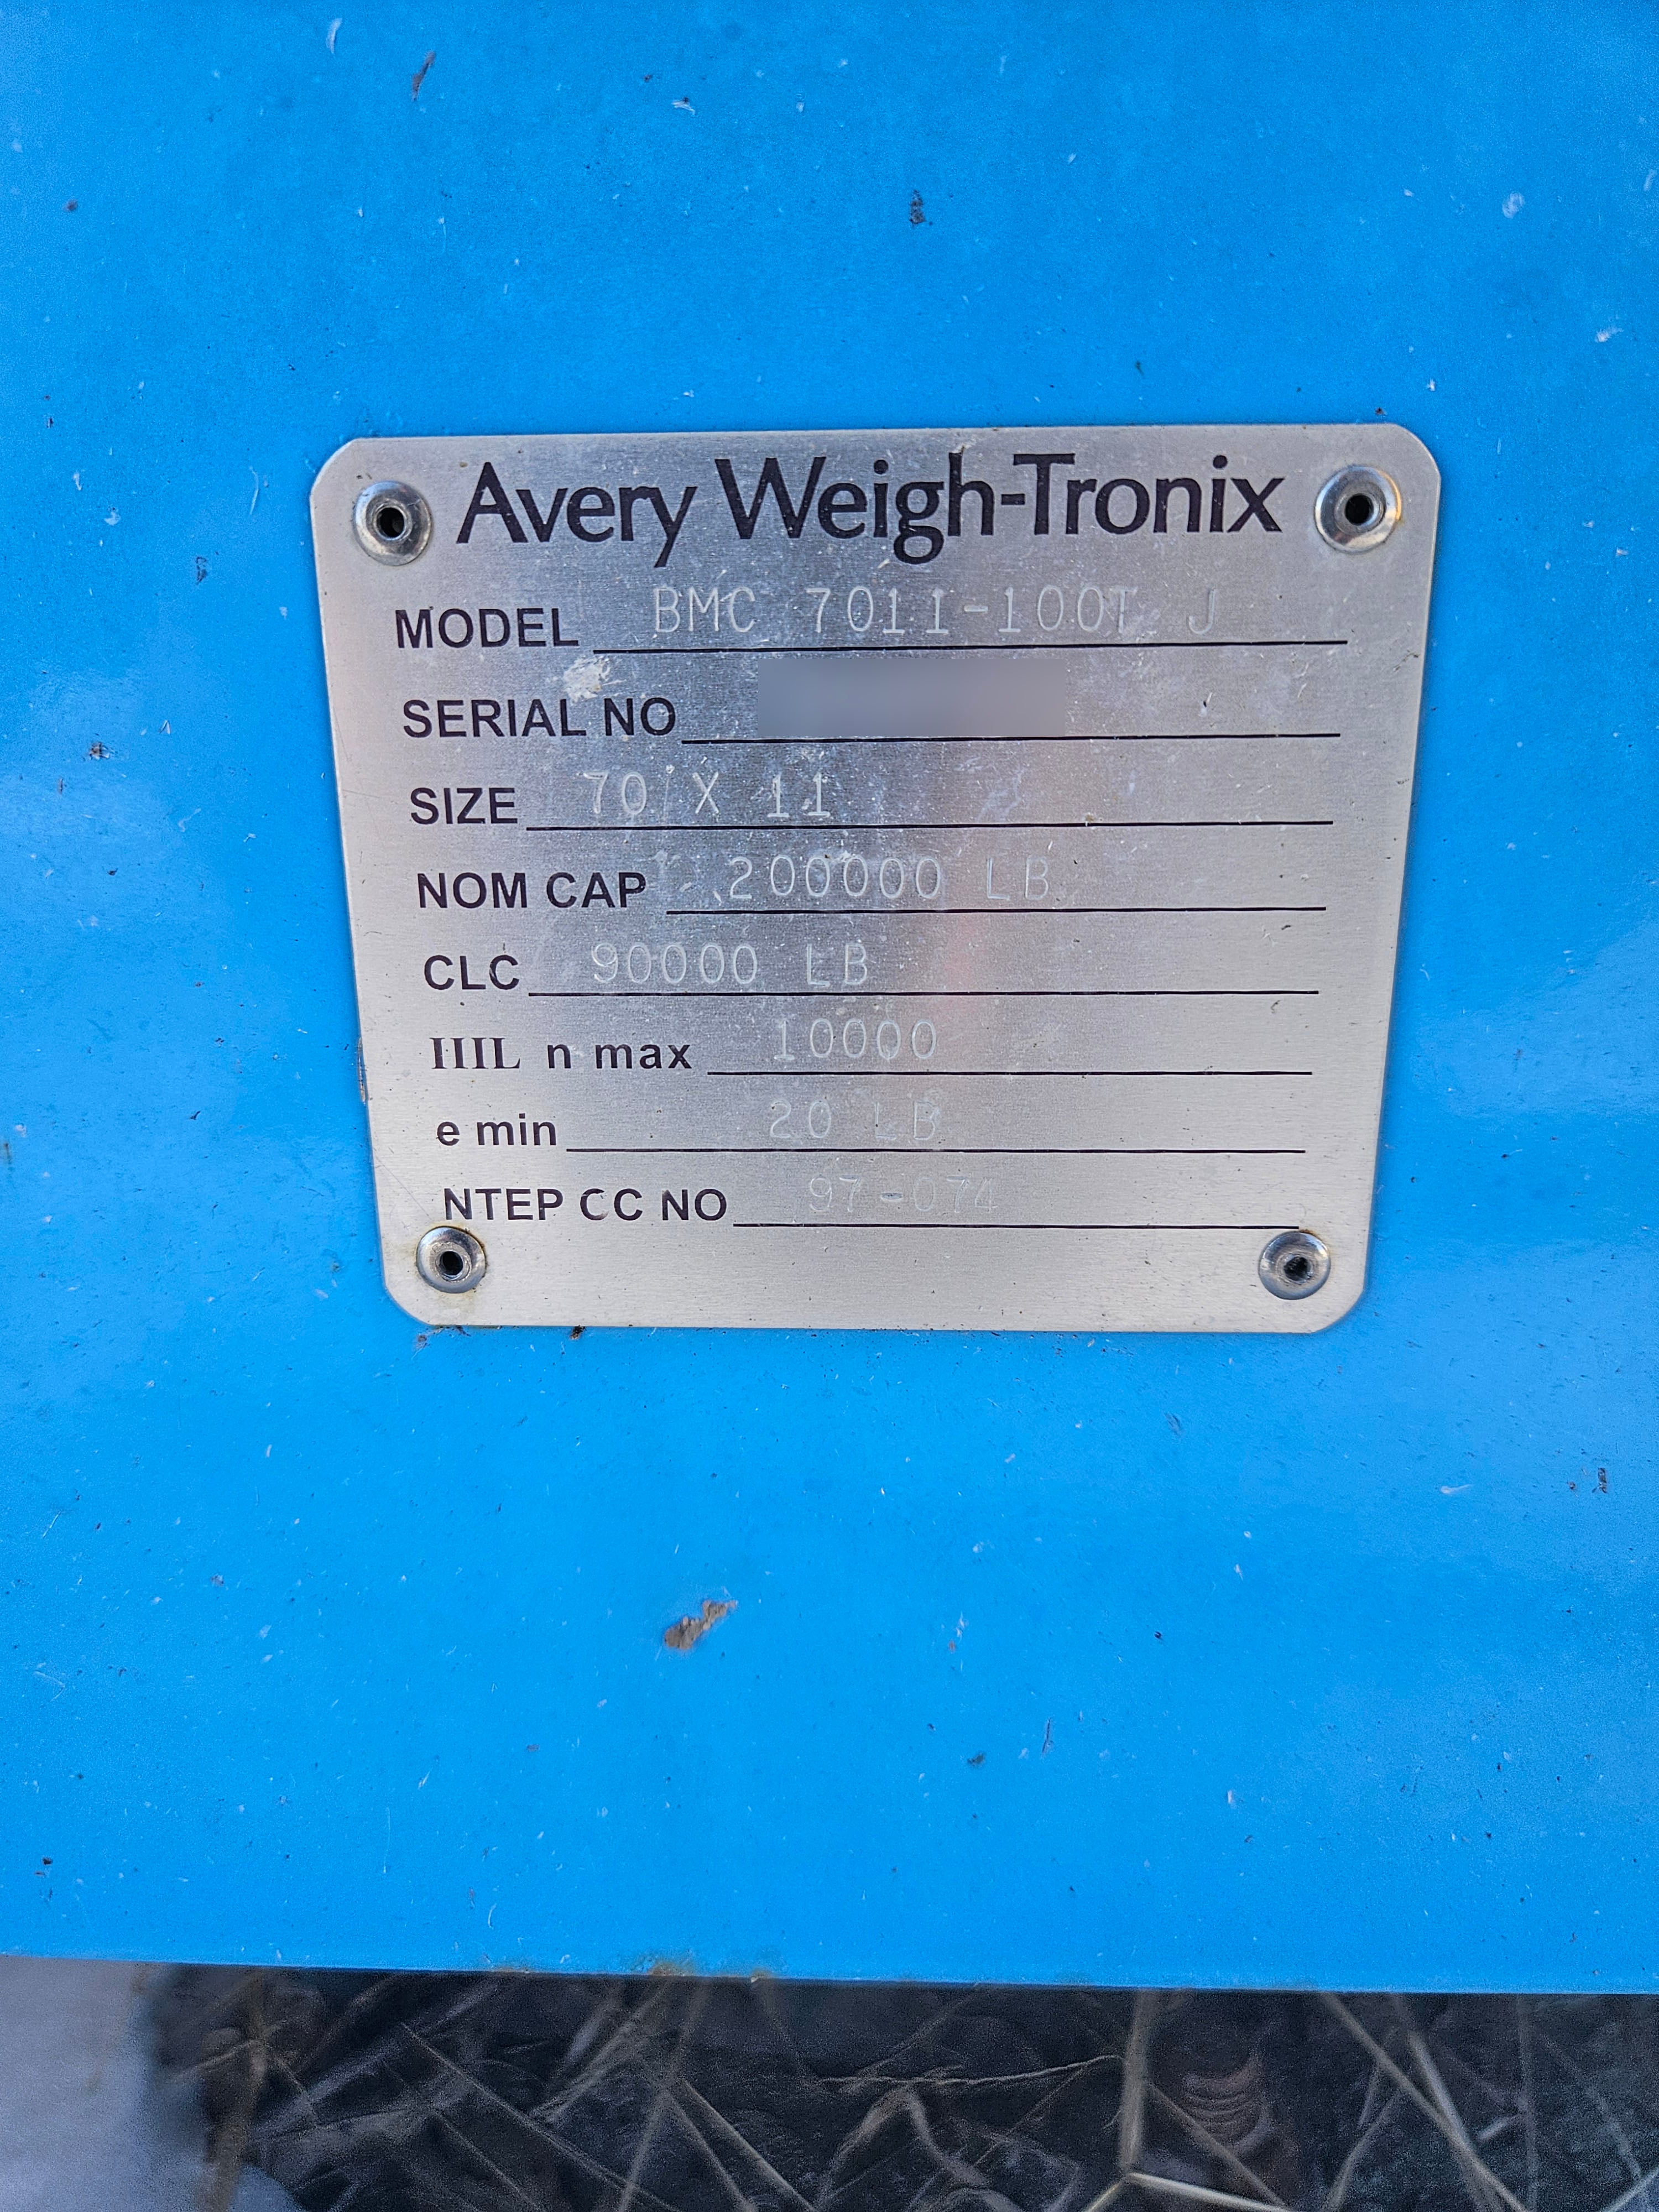 Avery Weigh-Tronix
MODEL BMC 7011-100T J
SERIAL NO
SIZE 70 X 11
NOM CAP 200000 LB
CLC 90000 LB
IIIL n max 10000
e min 20 LB
NTEP CC NO 97-074